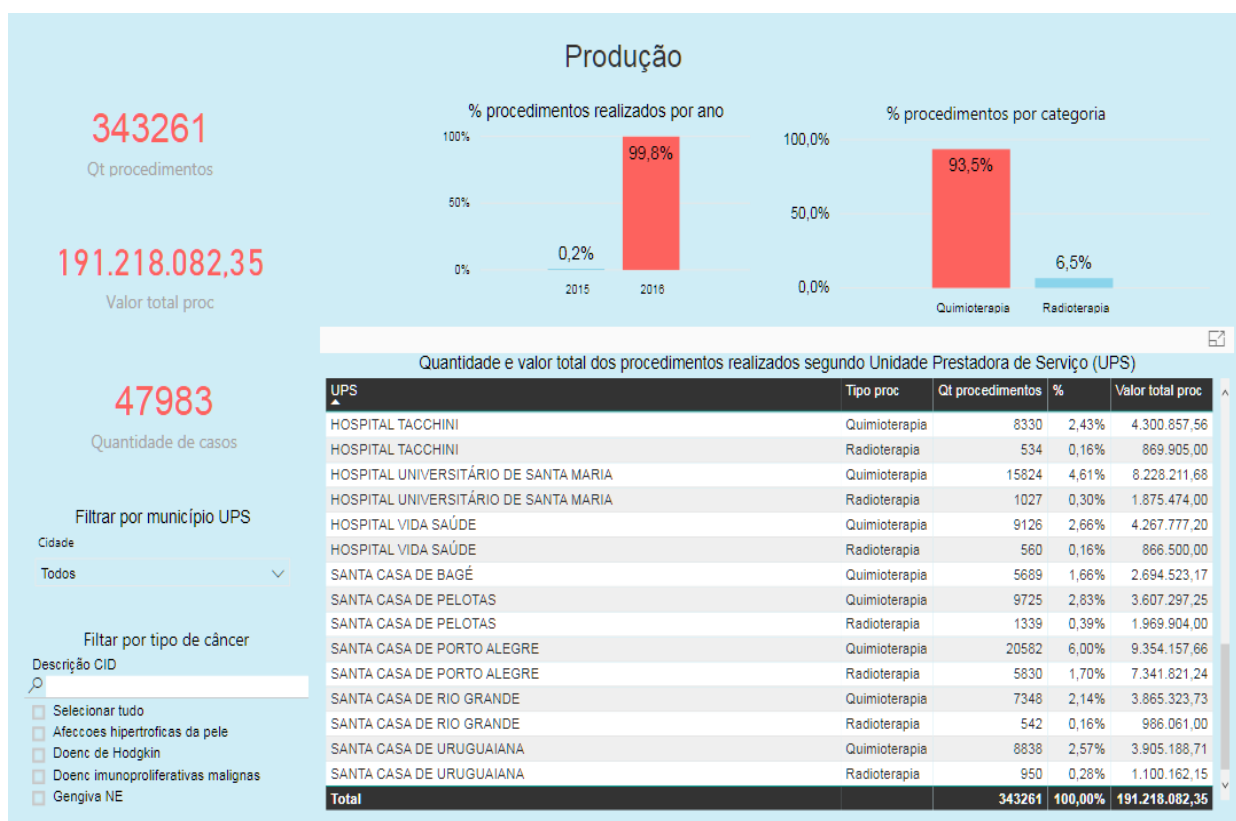 Produção
343261
Qt procedimentos
191.218.082,35
Valor total proc
47983
Quantidade de casos
Filtrar por município UPS
Cidade
Todos
Filtar por tipo de câncer
Descrição CID
Selecionar tudo
Afeccoes hipertroficas da pele
Doenc de Hodgkin
Doenc imunoproliferativas malignas
Gengiva NE
% procedimentos realizados por ano
100%
50%
0%
0,2%
99,8%
2015
2016
% procedimentos por categoria
100,0%
50,0%
0,0%
93,5%
6,5%
Quimioterapia
Radioterapia
Quantidade e valor total dos procedimentos realizados segundo Unidade Prestadora de Serviço (UPS)
UPS Tipo proc Qt procedimentos % Valor total proc
HOSPITAL TACCHINI Quimioterapia 8330 2,43% 4.300.857,56
HOSPITAL TACCHINI Radioterapia 534 0,16% 869.905,00
HOSPITAL UNIVERSITÁRIO DE SANTA MARIA Quimioterapia 15824 4,61% 8.228.211,68
HOSPITAL UNIVERSITÁRIO DE SANTA MARIA Radioterapia 1027 0,30% 1.875.474,00
HOSPITAL VIDA SAÚDE Quimioterapia 9126 2,66% 4.267.777,20
HOSPITAL VIDA SAÚDE Radioterapia 560 0,16% 866.500,00
SANTA CASA DE BAGÉ Quimioterapia 5689 1,66% 2.694.523,17
SANTA CASA DE PELOTAS Quimioterapia 9725 2,83% 3.607.297,25
SANTA CASA DE PELOTAS Radioterapia 1339 0,39% 1.969.904,00
SANTA CASA DE PORTO ALEGRE Quimioterapia 20582 6,00% 9.354.157,66
SANTA CASA DE PORTO ALEGRE Radioterapia 5830 1,70% 7.341.821,24
SANTA CASA DE RIO GRANDE Quimioterapia 7348 2,14% 3.865.323,73
SANTA CASA DE RIO GRANDE Radioterapia 542 0,16% 986.061,00
SANTA CASA DE URUGUAIANA Quimioterapia 8838 2,57% 3.905.188,71
SANTA CASA DE URUGUAIANA Radioterapia 950 0,28% 1.100.162,15
Total 343261 100,00% 191.218.082,35